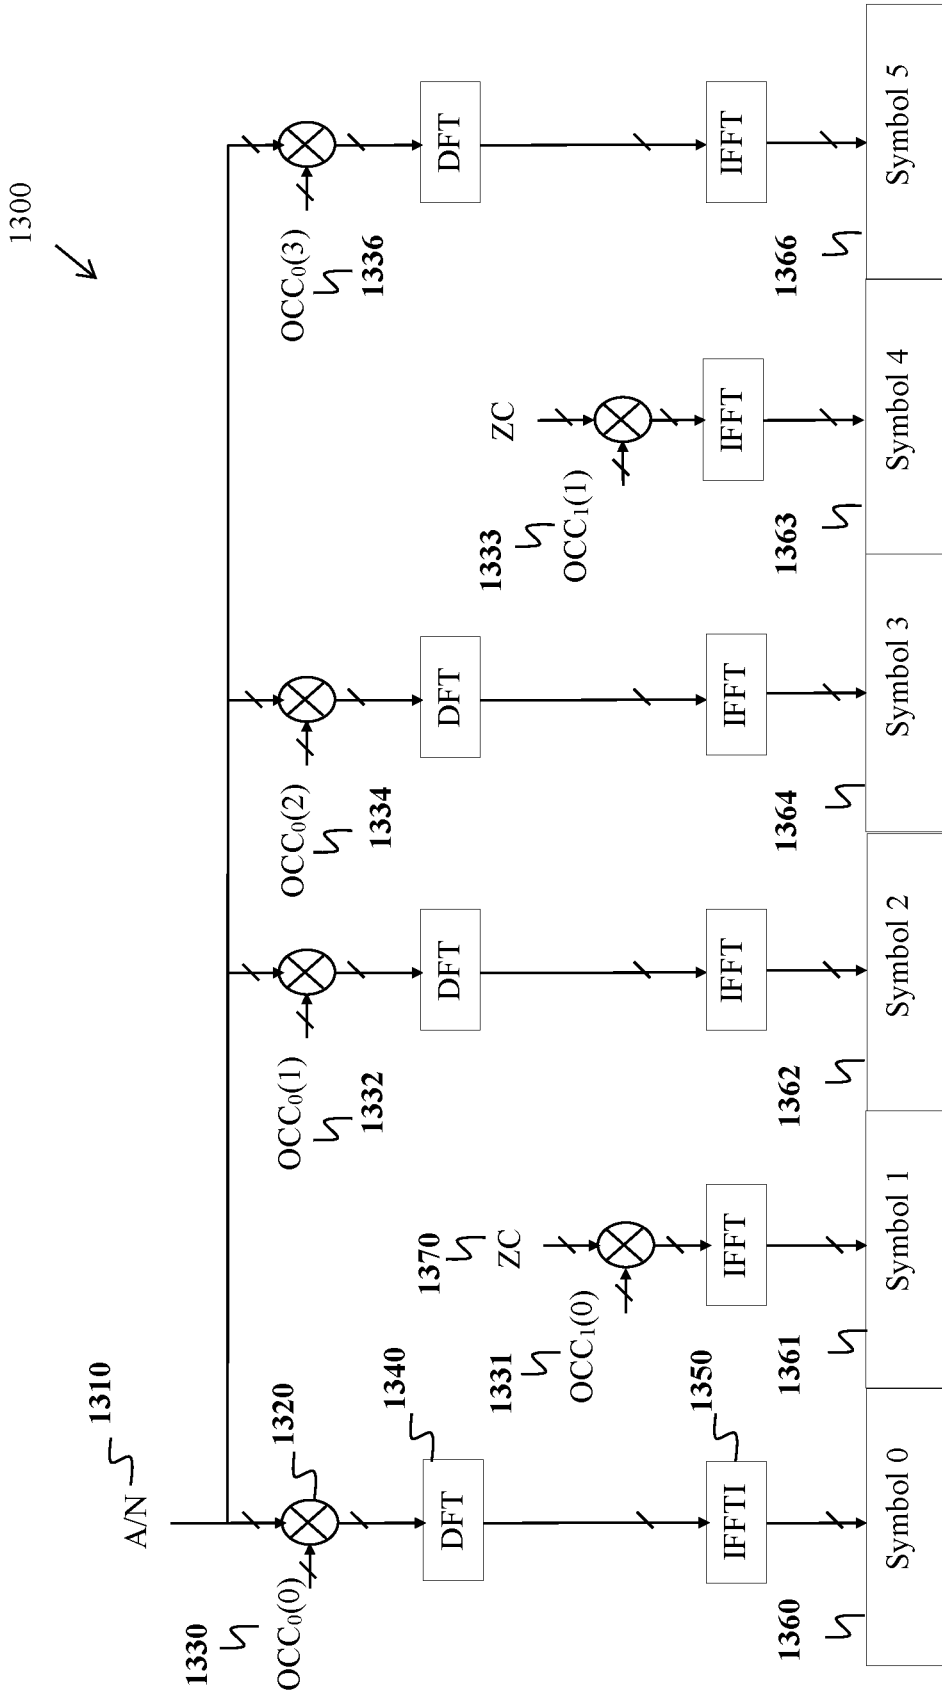 1300
A/N
1310
1330
OCC₀(0)
1320
OCC₀(1)
1332
OCC₀(2)
1334
OCC₀(3)
1336
1340
DFT
DFT
DFT
DFT
1370
ZC
ZC
1331
OCC₁(0)
1333
OCC₁(1)
1350
IFFTI
IFFT
IFFT
IFFT
IFFT
IFFT
1360
1361
1362
1364
1363
1366
Symbol 0
Symbol 1
Symbol 2
Symbol 3
Symbol 4
Symbol 5